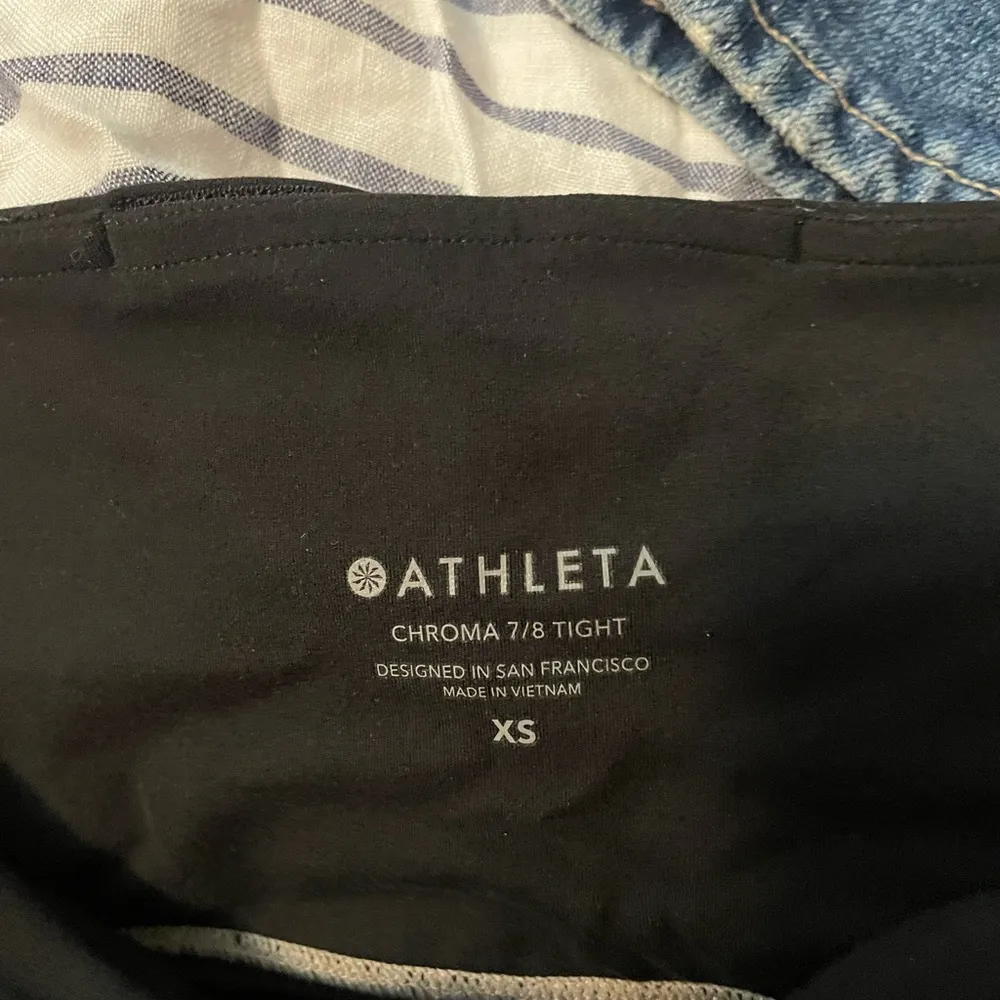 ATHLETA
CHROMA 7/8 TIGHT
DESIGNED IN SAN FRANCISCO
MADE IN VIETNAM
XS